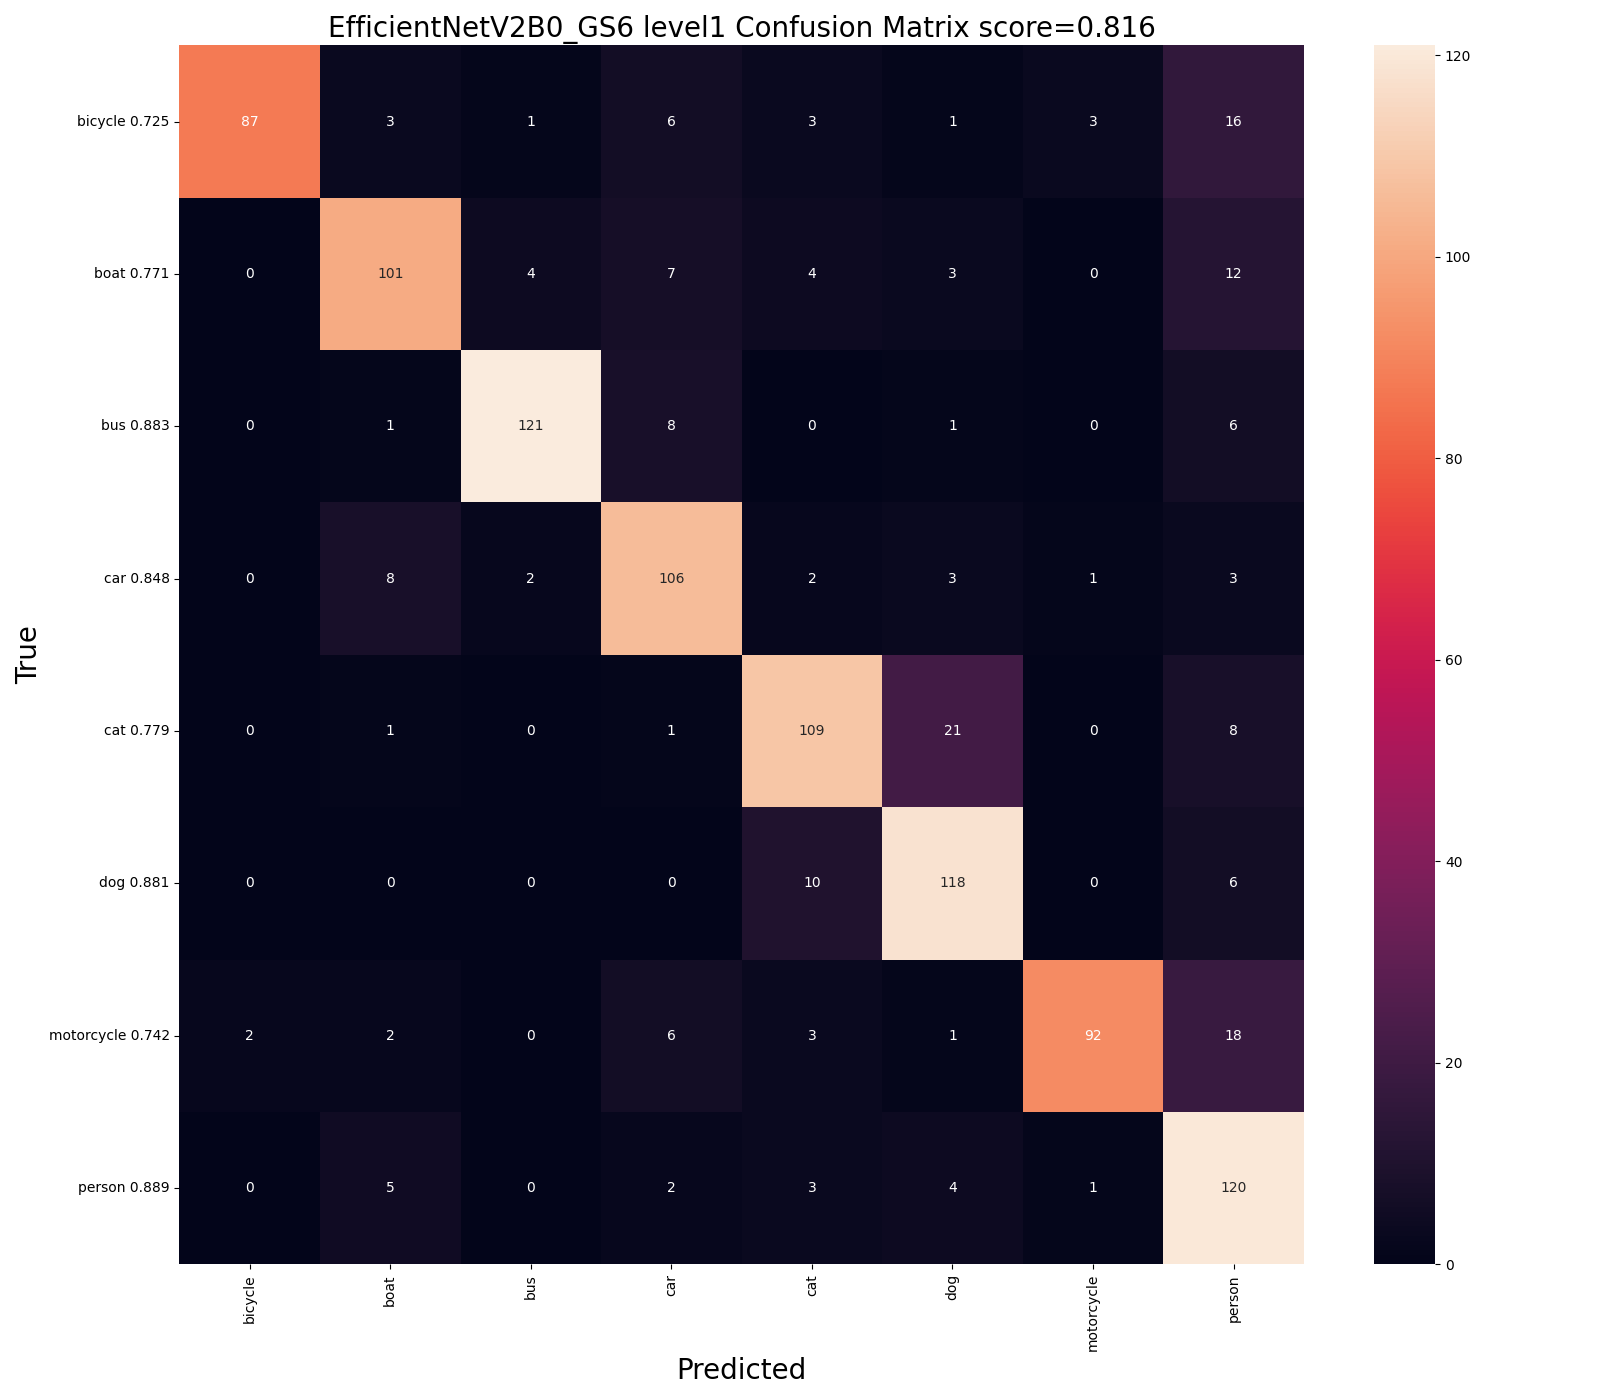 EfficientNetV2B0_GS6 level1 Confusion Matrix score=0.816
bicycle 0.725 87 3 1 6 3 1 3 16
boat 0.771 0 101 4 7 4 3 0 12
bus 0.883 0 1 121 8 0 1 0 6
car 0.848 0 8 2 106 2 3 1 3
cat 0.779 0 1 0 1 109 21 0 8
dog 0.881 0 0 0 0 10 118 0 6
motorcycle 0.742 2 2 0 6 3 1 92 18
person 0.889 0 5 0 2 3 4 1 120
True
bicycle boat bus car cat dog motorcycle person
Predicted
120
100
80
60
40
20
0